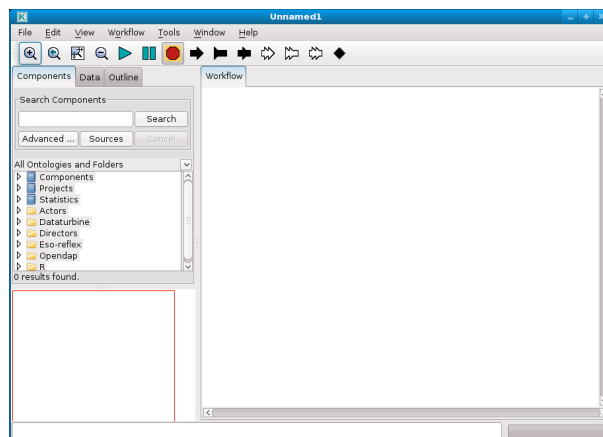 Unnamed1
File Edit View Workflow Tools Window Help
Components Data Outline
Workflow
Search Components
Search
Advanced ... Sources Cancel
All Ontologies and Folders
Components
Projects
Statistics
Actors
Dataturbine
Directors
Eso-reflex
Opendap
R
0 results found.